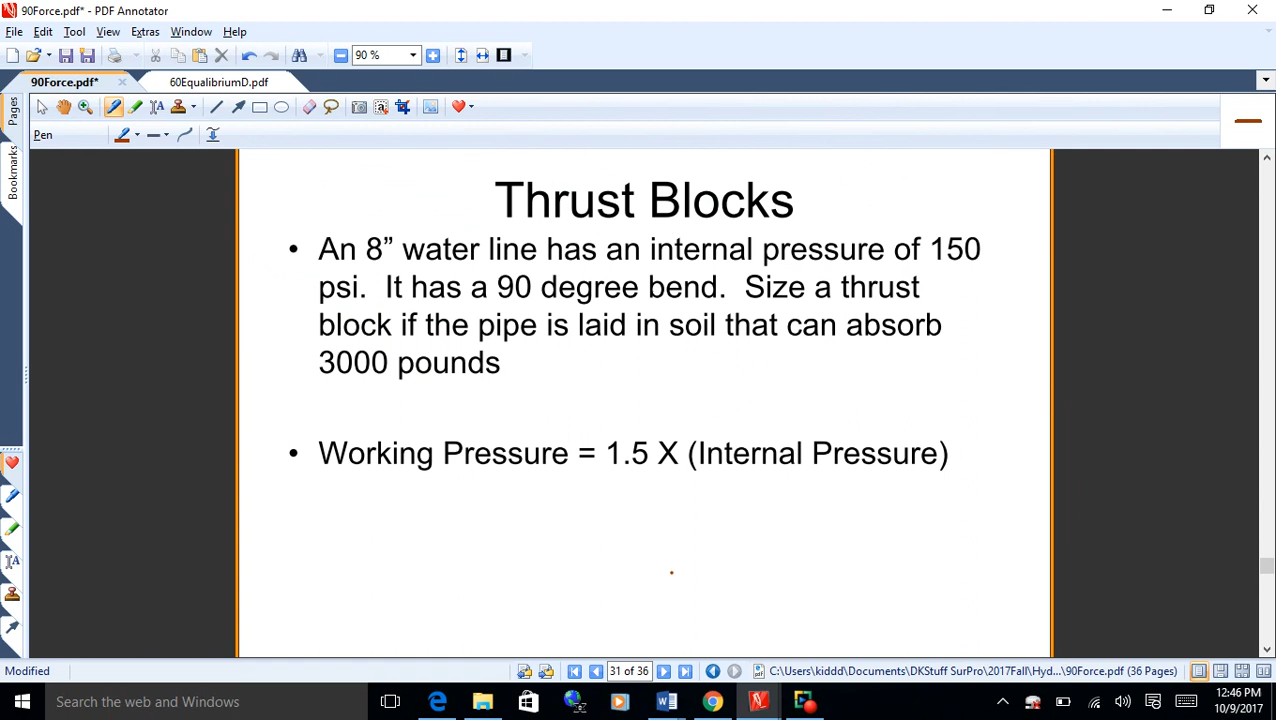 90Force.pdf* - PDF Annotator
File Edit Tool View Extras Window Help
90 %
90Force.pdf* 60EqualibriumD.pdf
Pages
Bookmarks
Pen
Thrust Blocks
• An 8” water line has an internal pressure of 150
psi. It has a 90 degree bend. Size a thrust
block if the pipe is laid in soil that can absorb
3000 pounds
• Working Pressure = 1.5 X (Internal Pressure)
Modified 31 of 36 C:\Users\kiddd\Documents\DKStuff SurPro\2017Fall\Hyd...\90Force.pdf (36 Pages)
Search the web and Windows
12:46 PM
10/9/2017